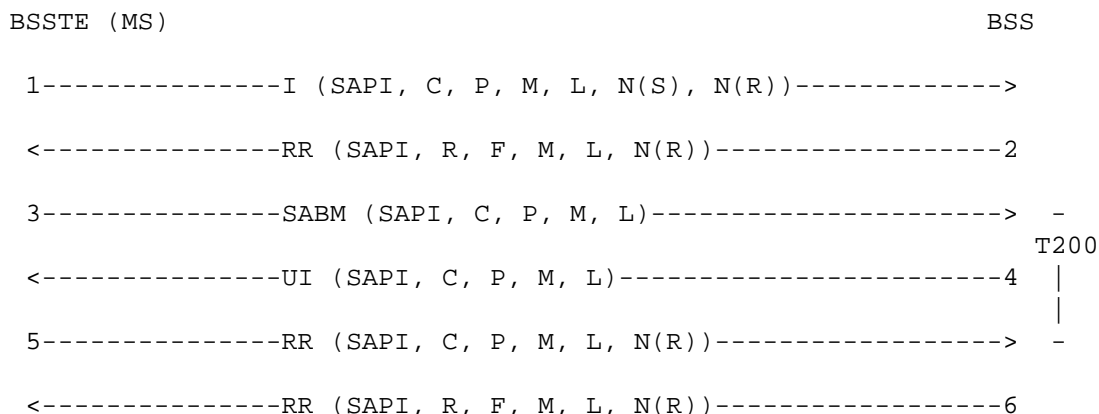 BSSTE (MS) BSS
1---------------I (SAPI, C, P, M, L, N(S), N(R))------------->
<---------------RR (SAPI, R, F, M, L, N(R))------------------2
3---------------SABM (SAPI, C, P, M, L)----------------------> -
T200
<---------------UI (SAPI, C, P, M, L)------------------------4 |
|
5---------------RR (SAPI, C, P, M, L, N(R))------------------> -
<---------------RR (SAPI, R, F, M, L, N(R))------------------6